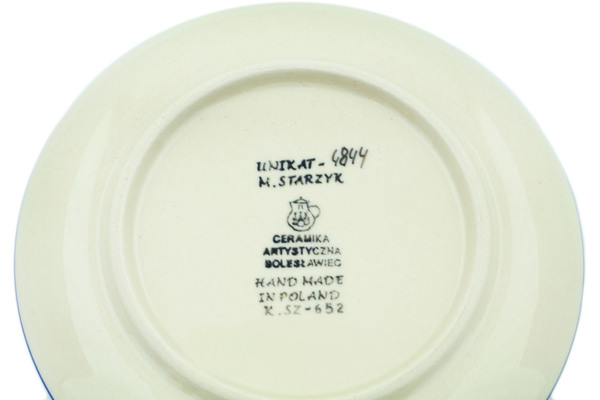 UNIKAT - 4844
M. STARZYK
CERAMIKA
ARTYSTYCZNA
BOLESŁAWIEC
HAND MADE
IN POLAND
K.SZ-652